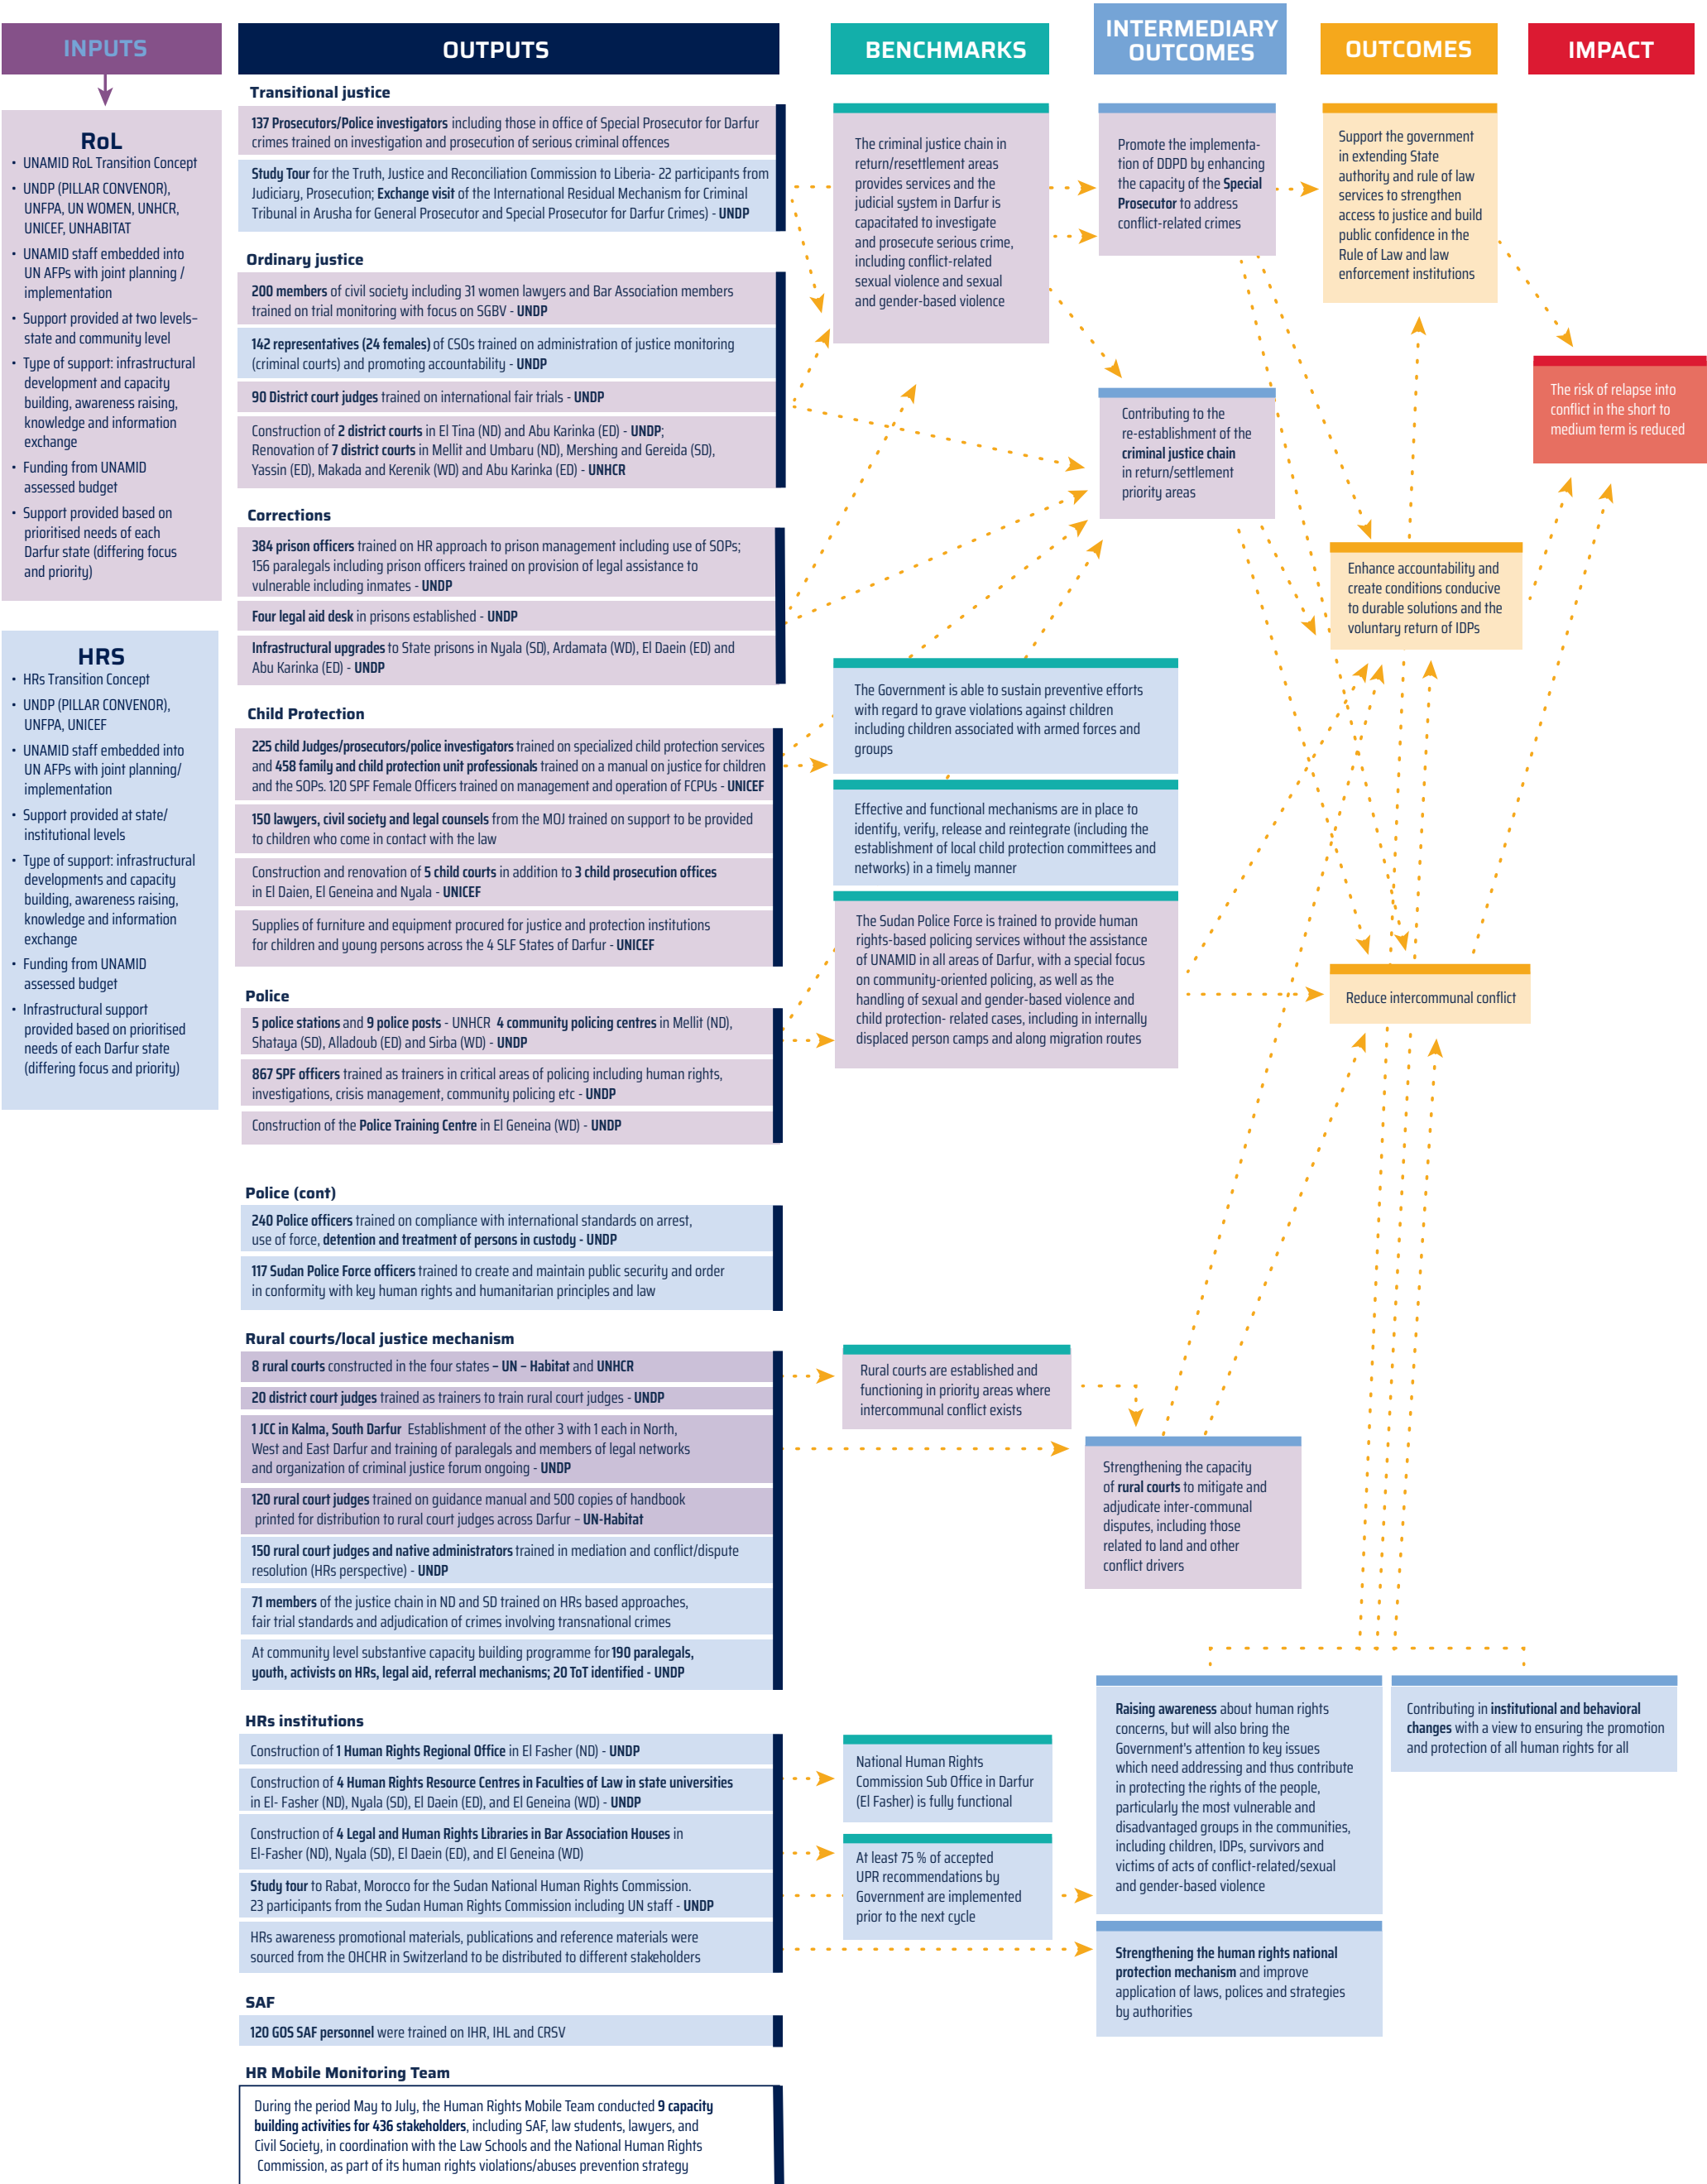 INPUTS
RoL
• UNAMID RoL Transition Concept
• UNDP (PILLAR CONVENOR),
UNFPA, UN WOMEN, UNHCR,
UNICEF, UNHABITAT
• UNAMID staff embedded into
UN AFPs with joint planning /
implementation
• Support provided at two levels–
state and community level
• Type of support: infrastructural
development and capacity
building, awareness raising,
knowledge and information
exchange
• Funding from UNAMID
assessed budget
• Support provided based on
prioritised needs of each
Darfur state (differing focus
and priority)
HRS
• HRs Transition Concept
• UNDP (PILLAR CONVENOR),
UNFPA, UNICEF
• UNAMID staff embedded into
UN AFPs with joint planning/
implementation
• Support provided at state/
institutional levels
• Type of support: infrastructural
developments and capacity
building, awareness raising,
knowledge and information
exchange
• Funding from UNAMID
assessed budget
• Infrastructural support
provided based on prioritised
needs of each Darfur state
(differing focus and priority)
OUTPUTS
Transitional justice
137 Prosecutors/Police investigators including those in office of Special Prosecutor for Darfur
crimes trained on investigation and prosecution of serious criminal offences
Study Tour for the Truth, Justice and Reconciliation Commission to Liberia- 22 participants from
Judiciary, Prosecution; Exchange visit of the International Residual Mechanism for Criminal
Tribunal in Arusha for General Prosecutor and Special Prosecutor for Darfur Crimes) - UNDP
Ordinary justice
200 members of civil society including 31 women lawyers and Bar Association members
trained on trial monitoring with focus on SGBV - UNDP
142 representatives (24 females) of CSOs trained on administration of justice monitoring
(criminal courts) and promoting accountability - UNDP
90 District court judges trained on international fair trials - UNDP
Construction of 2 district courts in El Tina (ND) and Abu Karinka (ED) - UNDP;
Renovation of 7 district courts in Mellit and Umbaru (ND), Mershing and Gereida (SD),
Yassin (ED), Makada and Kerenik (WD) and Abu Karinka (ED) - UNHCR
Corrections
384 prison officers trained on HR approach to prison management including use of SOPs;
156 paralegals including prison officers trained on provision of legal assistance to
vulnerable including inmates - UNDP
Four legal aid desk in prisons established - UNDP
Infrastructural upgrades to State prisons in Nyala (SD), Ardamata (WD), El Daein (ED) and
Abu Karinka (ED) - UNDP
Child Protection
225 child Judges/prosecutors/police investigators trained on specialized child protection services
and 458 family and child protection unit professionals trained on a manual on justice for children
and the SOPs. 120 SPF Female Officers trained on management and operation of FCPUs - UNICEF
150 lawyers, civil society and legal counsels from the MOJ trained on support to be provided
to children who come in contact with the law
Construction and renovation of 5 child courts in addition to 3 child prosecution offices
in El Daien, El Geneina and Nyala - UNICEF
Supplies of furniture and equipment procured for justice and protection institutions
for children and young persons across the 4 SLF States of Darfur - UNICEF
Police
5 police stations and 9 police posts - UNHCR 4 community policing centres in Mellit (ND),
Shataya (SD), Alladoub (ED) and Sirba (WD) - UNDP
867 SPF officers trained as trainers in critical areas of policing including human rights,
investigations, crisis management, community policing etc - UNDP
Construction of the Police Training Centre in El Geneina (WD) - UNDP
Police (cont)
240 Police officers trained on compliance with international standards on arrest,
use of force, detention and treatment of persons in custody - UNDP
117 Sudan Police Force officers trained to create and maintain public security and order
in conformity with key human rights and humanitarian principles and law
Rural courts/local justice mechanism
8 rural courts constructed in the four states – UN – Habitat and UNHCR
20 district court judges trained as trainers to train rural court judges - UNDP
1 JCC in Kalma, South Darfur Establishment of the other 3 with 1 each in North,
West and East Darfur and training of paralegals and members of legal networks
and organization of criminal justice forum ongoing - UNDP
120 rural court judges trained on guidance manual and 500 copies of handbook
printed for distribution to rural court judges across Darfur – UN-Habitat
150 rural court judges and native administrators trained in mediation and conflict/dispute
resolution (HRs perspective) - UNDP
71 members of the justice chain in ND and SD trained on HRs based approaches,
fair trial standards and adjudication of crimes involving transnational crimes
At community level substantive capacity building programme for 190 paralegals,
youth, activists on HRs, legal aid, referral mechanisms; 20 ToT identified - UNDP
HRs institutions
Construction of 1 Human Rights Regional Office in El Fasher (ND) - UNDP
Construction of 4 Human Rights Resource Centres in Faculties of Law in state universities
in El- Fasher (ND), Nyala (SD), El Daein (ED), and El Geneina (WD) - UNDP
Construction of 4 Legal and Human Rights Libraries in Bar Association Houses in
El-Fasher (ND), Nyala (SD), El Daein (ED), and El Geneina (WD)
Study tour to Rabat, Morocco for the Sudan National Human Rights Commission.
23 participants from the Sudan Human Rights Commission including UN staff - UNDP
HRs awareness promotional materials, publications and reference materials were
sourced from the OHCHR in Switzerland to be distributed to different stakeholders
SAF
120 GOS SAF personnel were trained on IHR, IHL and CRSV
HR Mobile Monitoring Team
During the period May to July, the Human Rights Mobile Team conducted 9 capacity
building activities for 436 stakeholders, including SAF, law students, lawyers, and
Civil Society, in coordination with the Law Schools and the National Human Rights
Commission, as part of its human rights violations/abuses prevention strategy
BENCHMARKS
The criminal justice chain in
return/resettlement areas
provides services and the
judicial system in Darfur is
capacitated to investigate
and prosecute serious crime,
including conflict-related
sexual violence and sexual
and gender-based violence
The Government is able to sustain preventive efforts
with regard to grave violations against children
including children associated with armed forces and
groups
Effective and functional mechanisms are in place to
identify, verify, release and reintegrate (including the
establishment of local child protection committees and
networks) in a timely manner
The Sudan Police Force is trained to provide human
rights-based policing services without the assistance
of UNAMID in all areas of Darfur, with a special focus
on community-oriented policing, as well as the
handling of sexual and gender-based violence and
child protection- related cases, including in internally
displaced person camps and along migration routes
Rural courts are established and
functioning in priority areas where
intercommunal conflict exists
National Human Rights
Commission Sub Office in Darfur
(El Fasher) is fully functional
At least 75 % of accepted
UPR recommendations by
Government are implemented
prior to the next cycle
INTERMEDIARY
OUTCOMES
Promote the implementa-
tion of DDPD by enhancing
the capacity of the Special
Prosecutor to address
conflict-related crimes
Contributing to the
re-establishment of the
criminal justice chain
in return/settlement
priority areas
Strengthening the capacity
of rural courts to mitigate and
adjudicate inter-communal
disputes, including those
related to land and other
conflict drivers
Raising awareness about human rights
concerns, but will also bring the
Government's attention to key issues
which need addressing and thus contribute
in protecting the rights of the people,
particularly the most vulnerable and
disadvantaged groups in the communities,
including children, IDPs, survivors and
victims of acts of conflict-related/sexual
and gender-based violence
Contributing in institutional and behavioral
changes with a view to ensuring the promotion
and protection of all human rights for all
Strengthening the human rights national
protection mechanism and improve
application of laws, polices and strategies
by authorities
OUTCOMES
Support the government
in extending State
authority and rule of law
services to strengthen
access to justice and build
public confidence in the
Rule of Law and law
enforcement institutions
Enhance accountability and
create conditions conducive
to durable solutions and the
voluntary return of IDPs
Reduce intercommunal conflict
IMPACT
The risk of relapse into
conflict in the short to
medium term is reduced